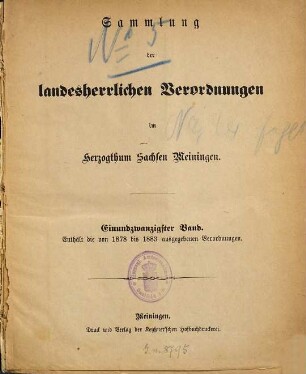 Sammlung
der
landesherrlichen Verordnungen
im
Herzogthum Sachsen Meiningen.
Einundzwanzigster Band.
Enthält die von 1878 bis 1883 ausgegebenen Verordnungen.
Meiningen.
Druck und Verlag der Keyßner'schen Hofbuchdruckerei.